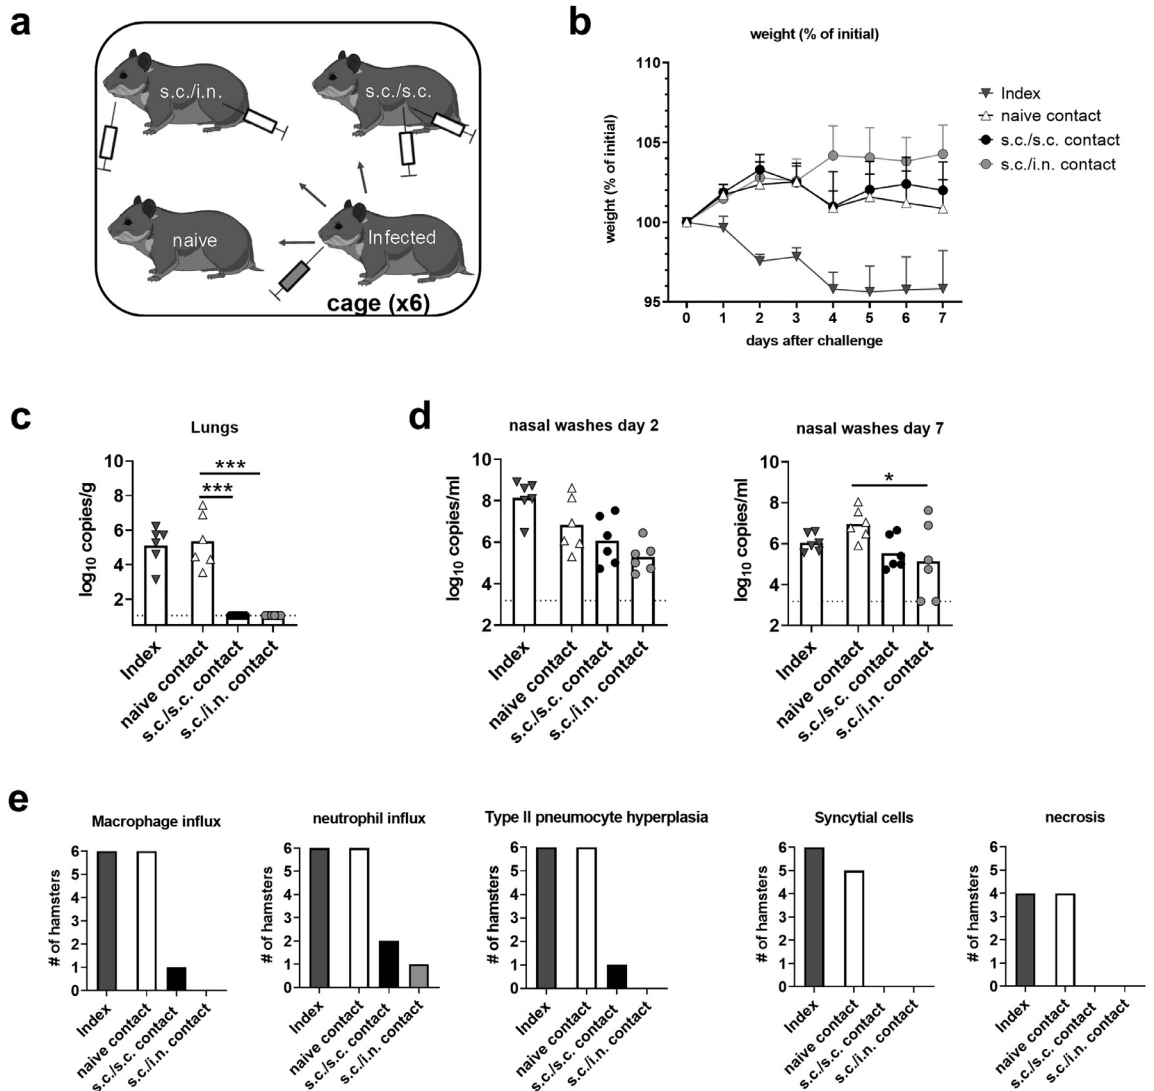 a
s.c./i.n.
s.c./s.c.
naive
Infected
cage (x6)
b
weight (% of initial)
weight (% of initial)
110
105
100
95
0 1 2 3 4 5 6 7
days after challenge
Index
naive contact
s.c./s.c. contact
s.c./i.n. contact
c
Lungs
log10 copies/g
10
8
6
4
2
***
***
Index
naive contact
s.c./s.c. contact
s.c./i.n. contact
d
nasal washes day 2
log10 copies/ml
10
8
6
4
2
Index
naive contact
s.c./s.c. contact
s.c./i.n. contact
nasal washes day 7
log10 copies/ml
10
8
6
4
2
*
Index
naive contact
s.c./s.c. contact
s.c./i.n. contact
e
Macrophage influx
# of hamsters
6
5
4
3
2
1
0
Index
naive contact
s.c./s.c. contact
s.c./i.n. contact
neutrophil influx
# of hamsters
6
5
4
3
2
1
0
Index
naive contact
s.c./s.c. contact
s.c./i.n. contact
Type II pneumocyte hyperplasia
# of hamsters
6
5
4
3
2
1
0
Index
naive contact
s.c./s.c. contact
s.c./i.n. contact
Syncytial cells
# of hamsters
6
5
4
3
2
1
0
Index
naive contact
s.c./s.c. contact
s.c./i.n. contact
necrosis
# of hamsters
6
5
4
3
2
1
0
Index
naive contact
s.c./s.c. contact
s.c./i.n. contact